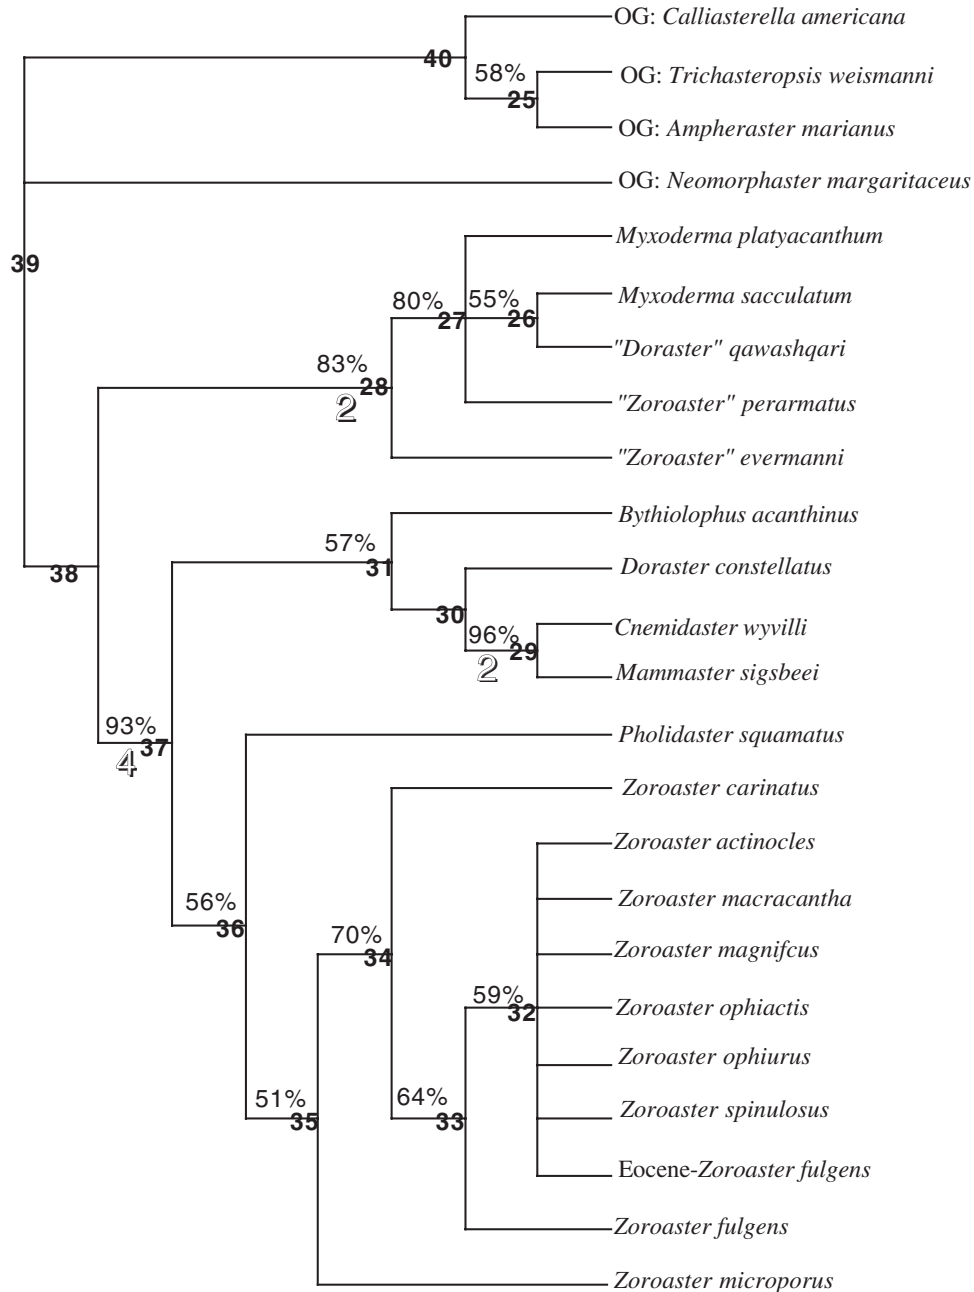 OG: Calliasterella americana
40
58%
OG: Trichasteropsis weismanni
25
OG: Ampheraster marianus
OG: Neomorphaster margaritaceus
39
Myxoderma platyacanthum
80%
27
55%
26
Myxoderma sacculatum
"Doraster" qawashqari
83%
28
2
"Zoroaster" perarmatus
"Zoroaster" evermanni
Bythiolophus acanthinus
57%
31
38
Doraster constellatus
30
Cnemidaster wyvilli
96%
29
2
Mammaster sigsbeei
93%
37
4
Pholidaster squamatus
Zoroaster carinatus
Zoroaster actinocles
56%
36
Zoroaster macracantha
70%
34
Zoroaster magnifcus
59%
32
Zoroaster ophiactis
Zoroaster ophiurus
51%
35
64%
33
Zoroaster spinulosus
Eocene-Zoroaster fulgens
Zoroaster fulgens
Zoroaster microporus